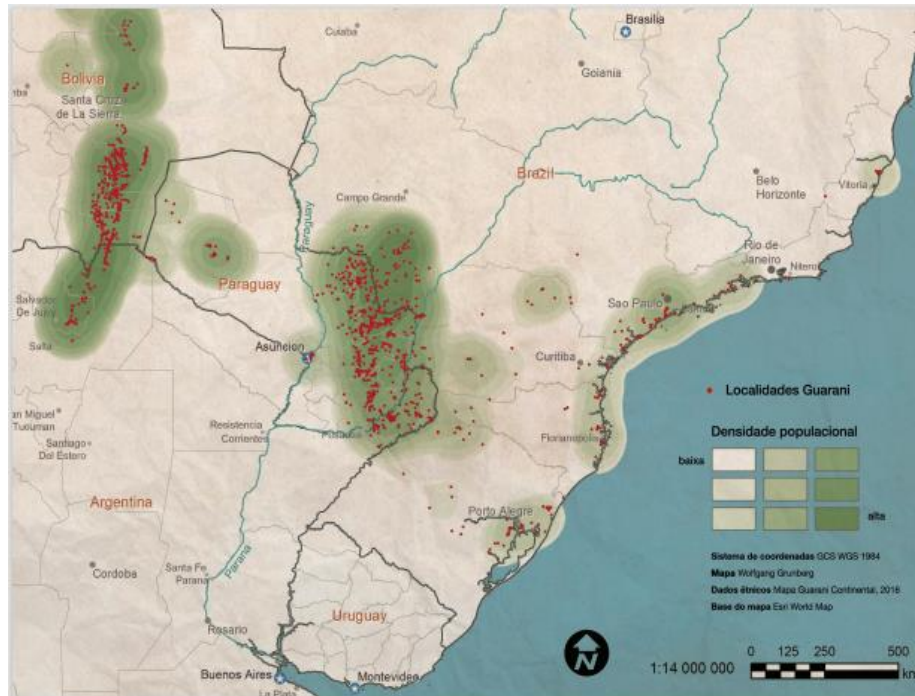 Cuiaba
Brasilia
Goiania
Bolivia
Santa Cruz
de La Sierra
Brazil
Belo
Horizonte
Vitoria
Campo Grande
Paraguay
Rio de
Janeiro
Niteroi
Paraguay
Salvador
De Jujuy
Salta
Sao Paulo
Asuncion
Curitiba
Localidades Guarani
an Miguel
De Tucuman
Santiago
Del Estero
Resistencia
Corrientes
Florianopolis
Densidade populacional
baixa
alta
Argentina
Porto Alegre
Cordoba
Santa Fe
Parana
Parana
Sistema de coordenadas GCS WGS 1984
Mapa Wolfgang Grunberg
Dados étnicos Mapa Guarani Continental, 2016
Base do mapa Esri World Map
Rosario
Uruguay
N
1:14 000 000
0 125 250 500
km
Buenos Aires
Montevideo
La Plata